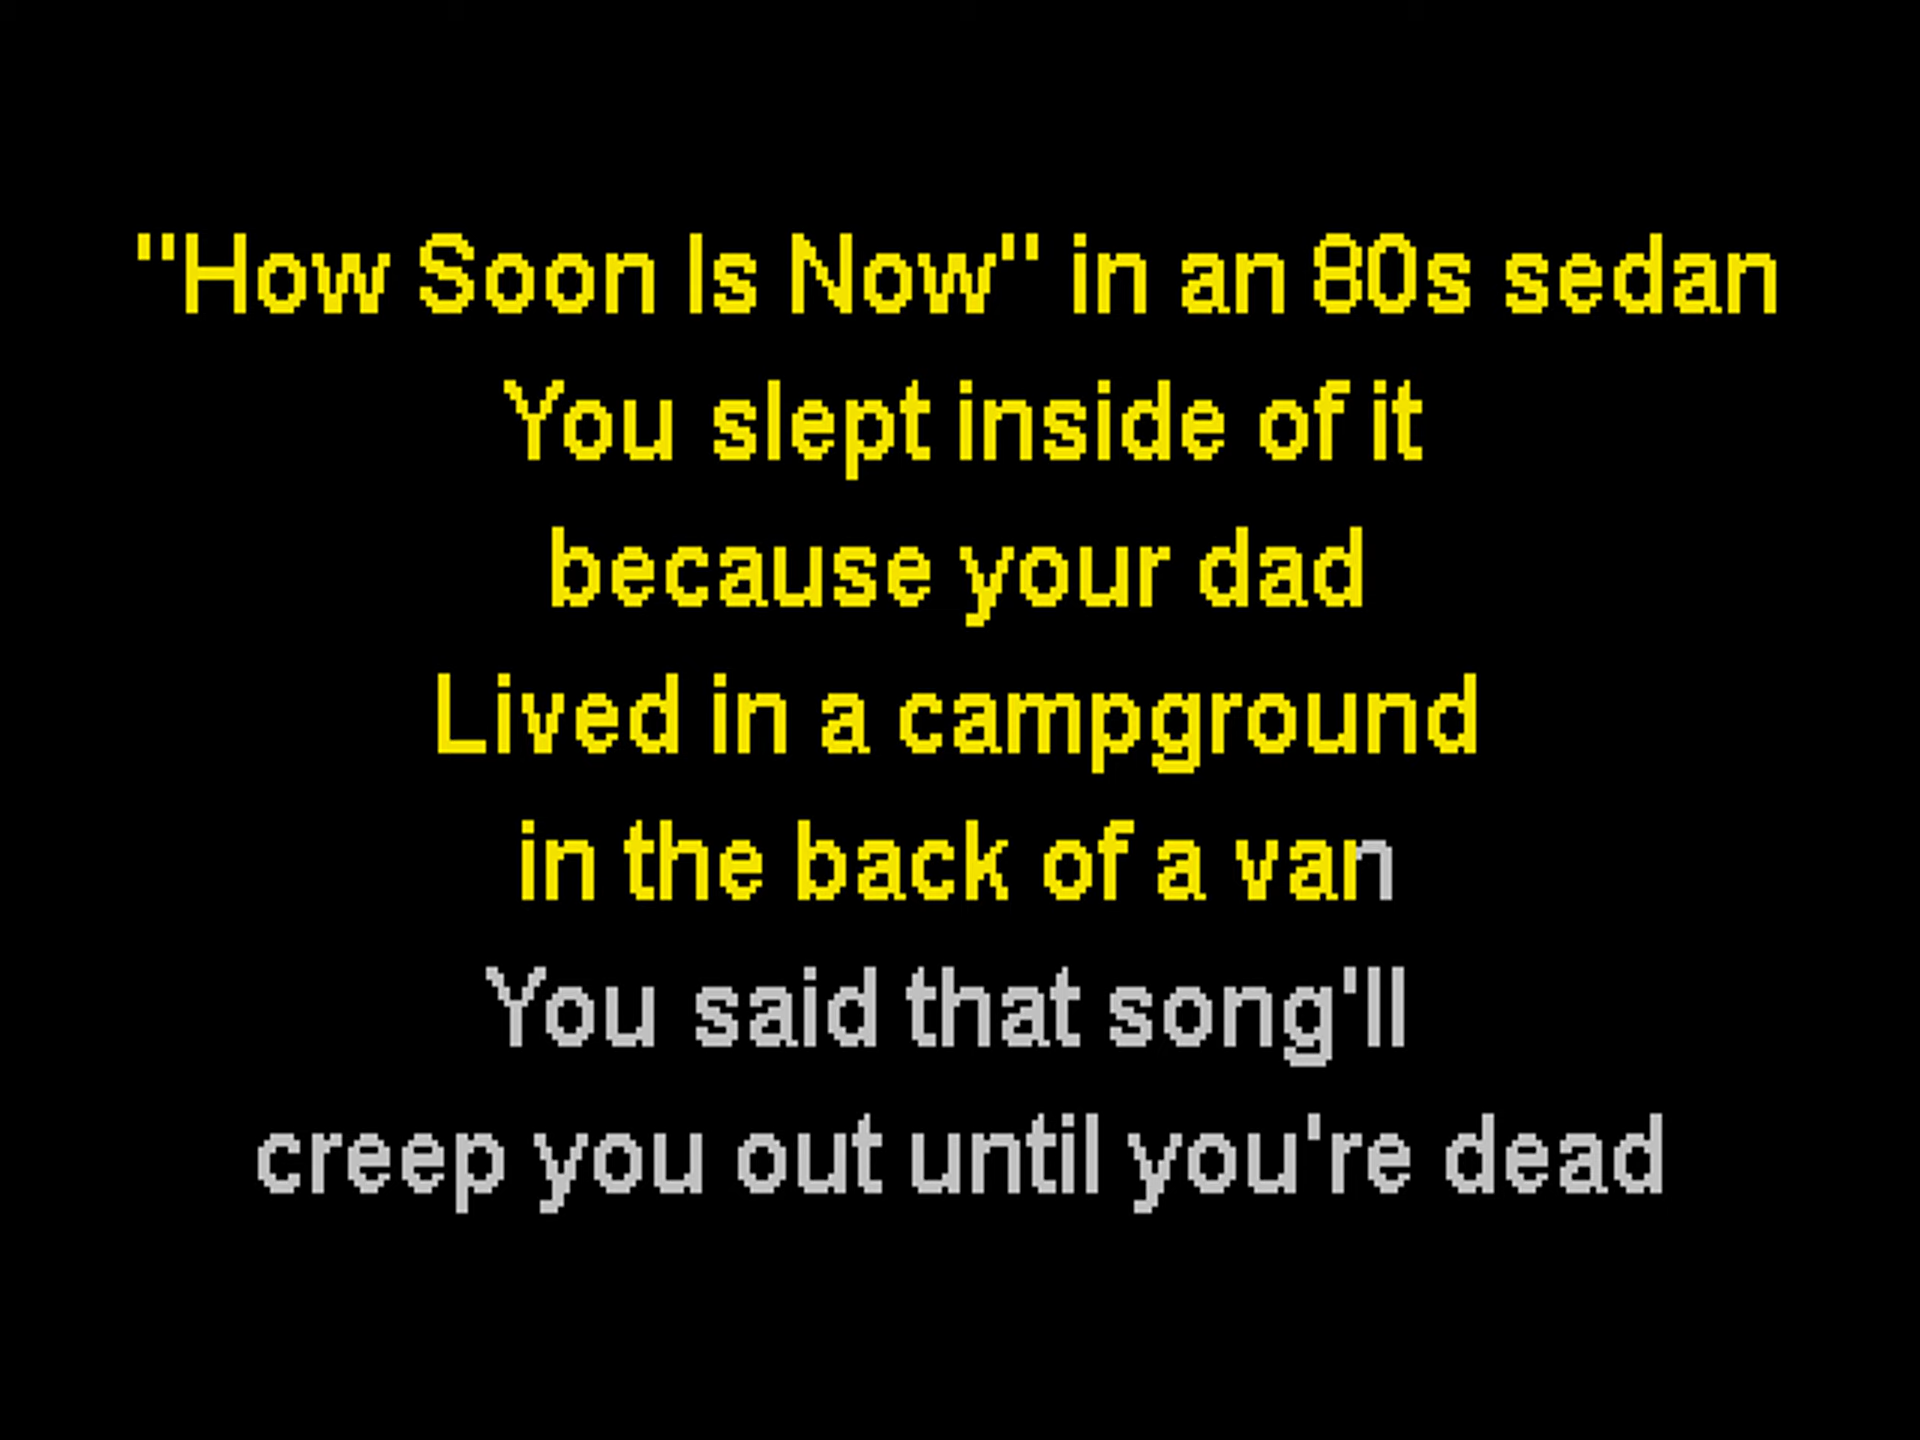 "How Soon Is Now" in an 80s sedan
You slept inside of it
because your dad
Lived in a campground
in the back of a van
You said that song'll
creep you out until you're dead